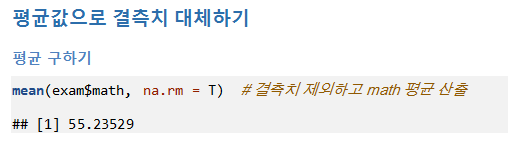 평균값으로 결측치 대체하기
평균 구하기
mean(exam$math, na.rm = T)  # 결측치 제외하고 math 평균 산출
## [1] 55.23529